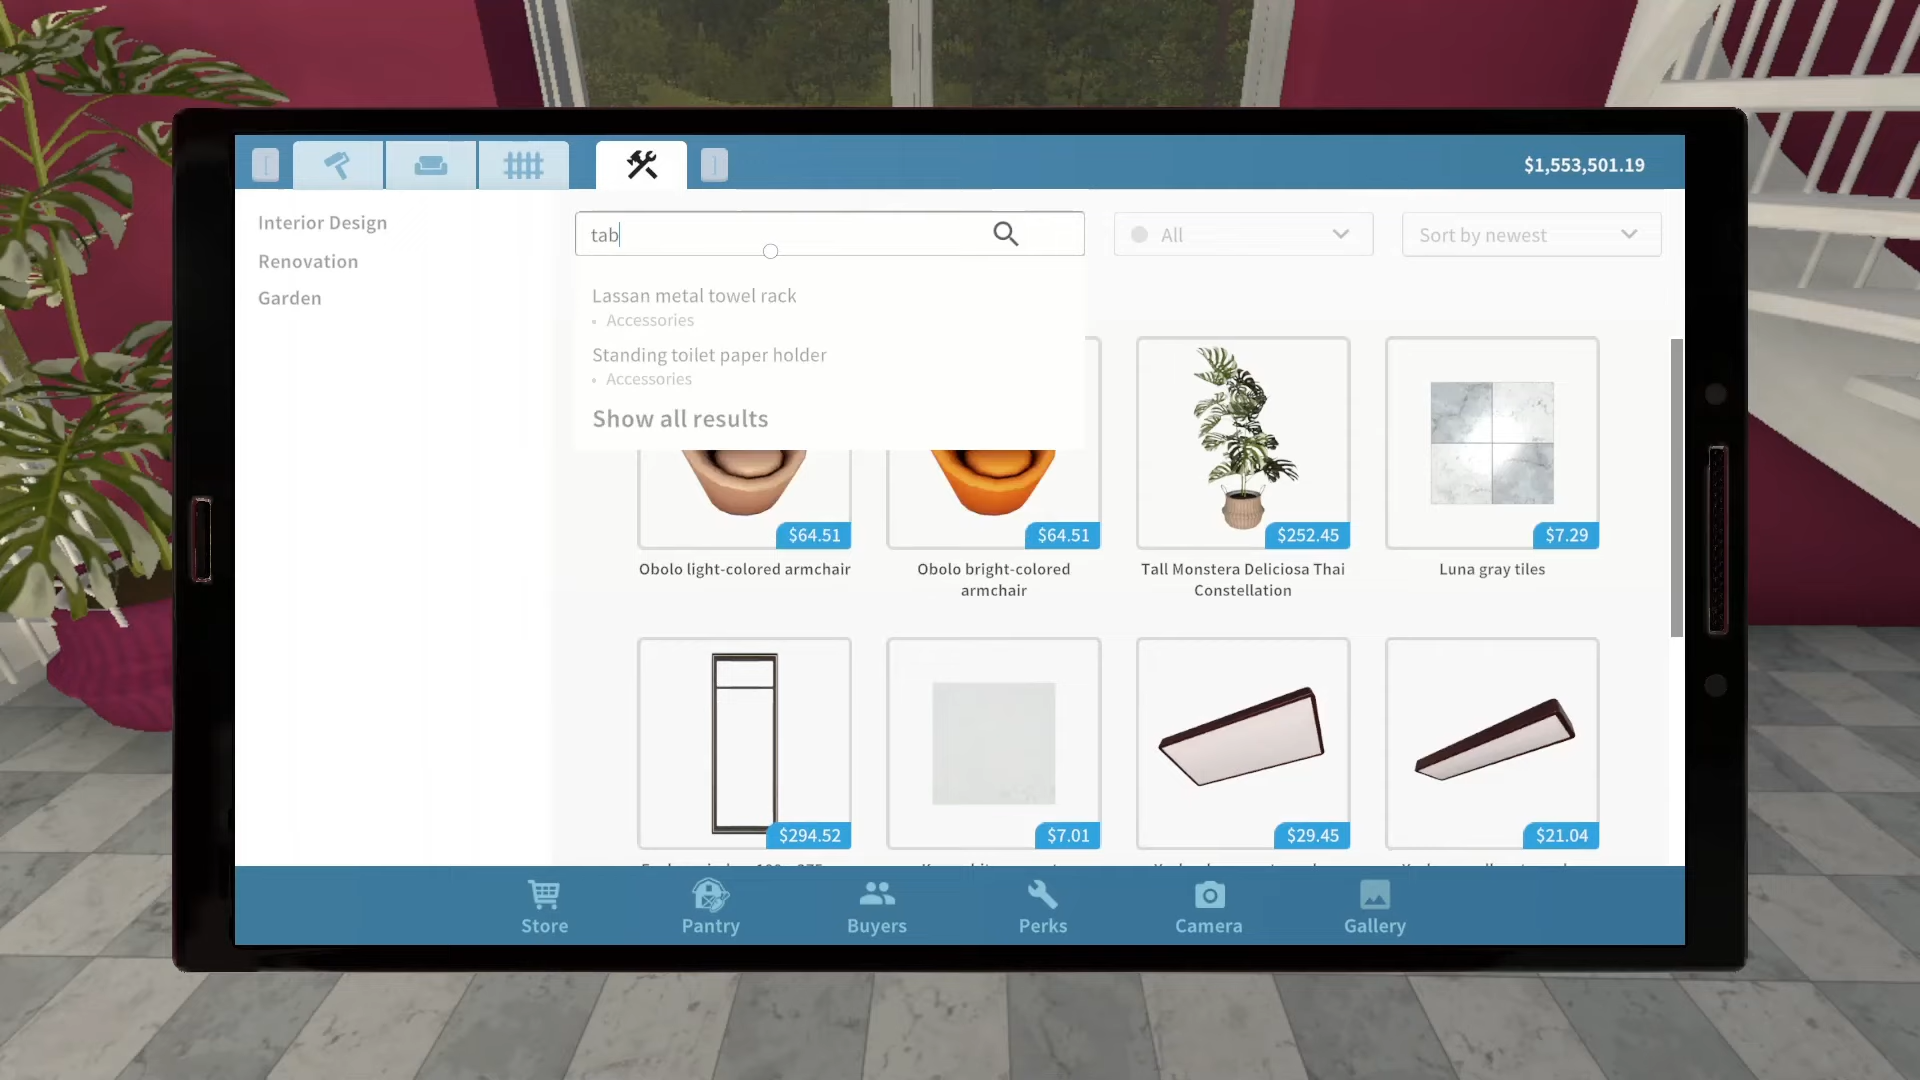 $1,553,501.19
Interior Design
Renovation
Garden
tab
All
Sort by newest
Lassan metal towel rack
Accessories
Standing toilet paper holder
Accessories
Show all results
$64.51
$64.51
$252.45
$7.29
Obolo light-colored armchair
Obolo bright-colored
armchair
Tall Monstera Deliciosa Thai
Constellation
Luna gray tiles
$294.52
$7.01
$29.45
$21.04
Store
Pantry
Buyers
Perks
Camera
Gallery